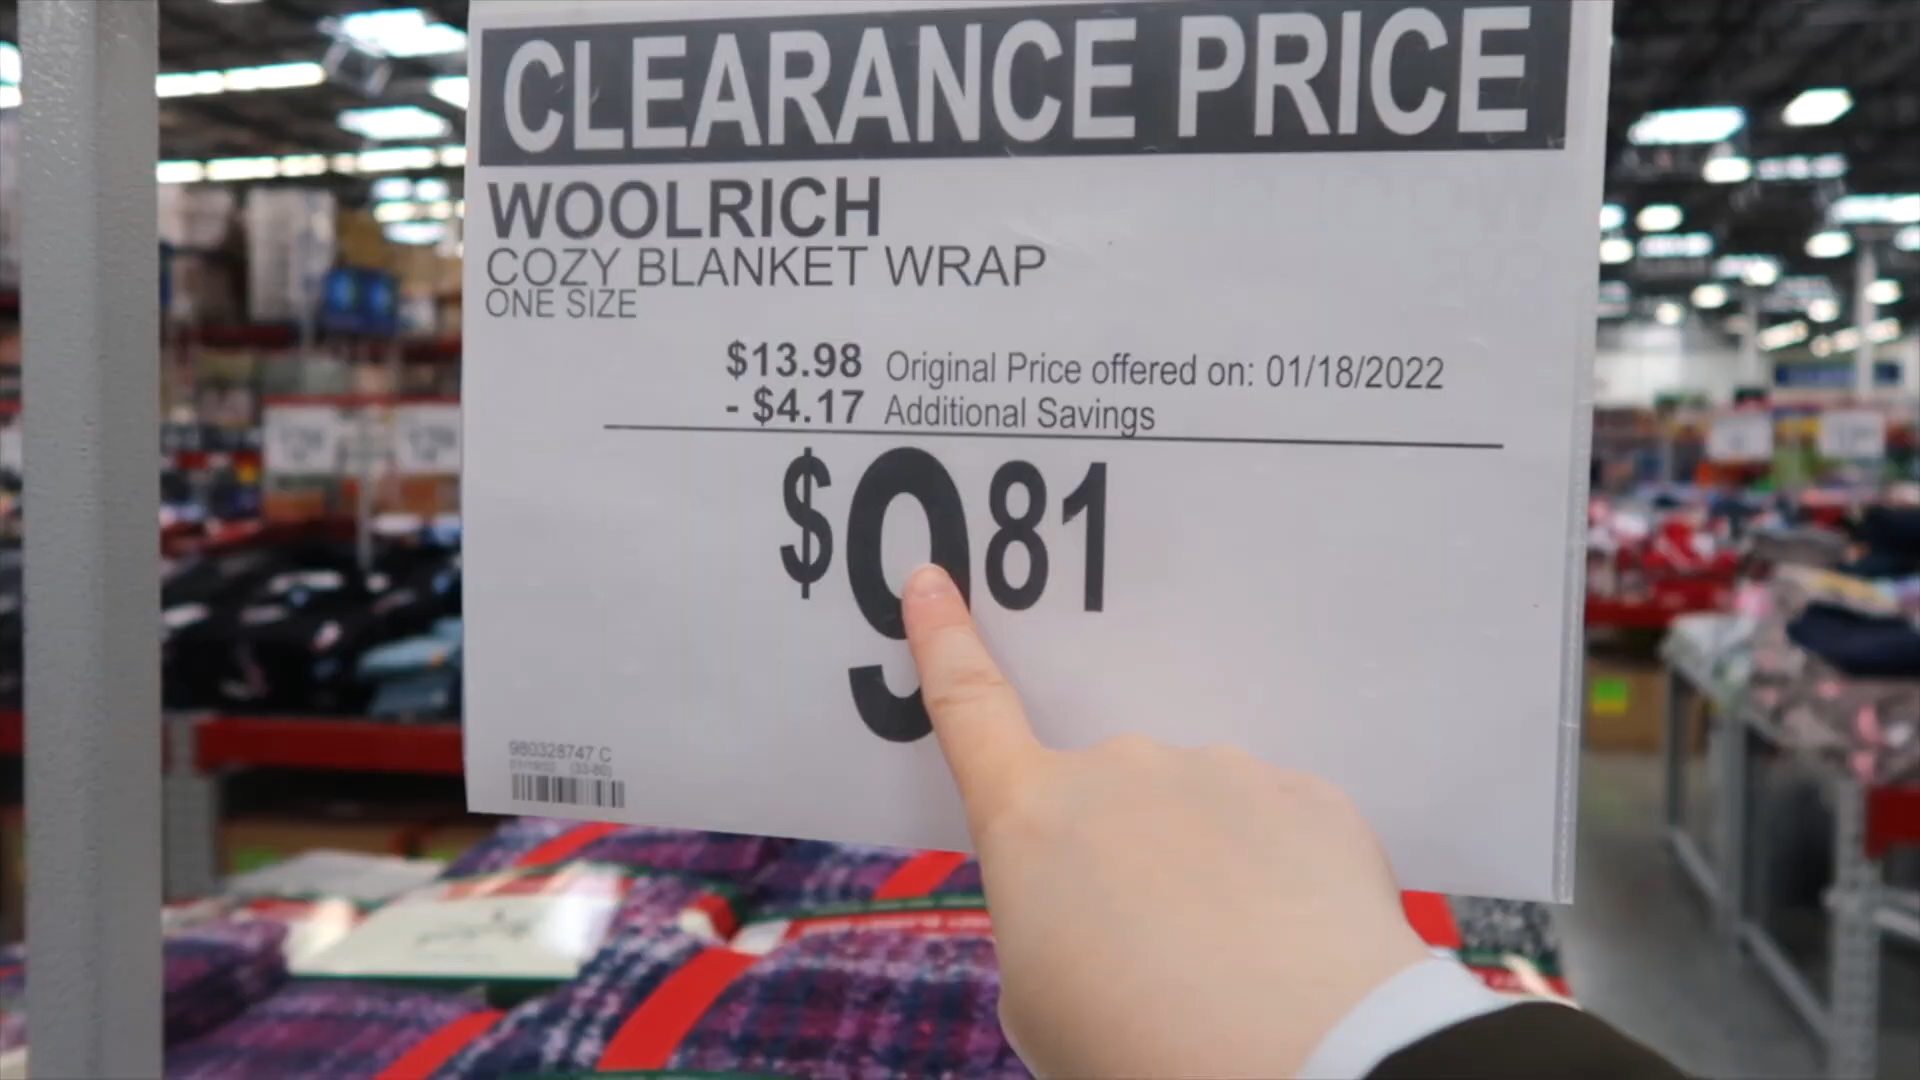 CLEARANCE PRICE
WOOLRICH
COZY BLANKET WRAP
ONE SIZE
$13.98 Original Price offered on: 01/18/2022
- $4.17 Additional Savings
$981
980328747 C